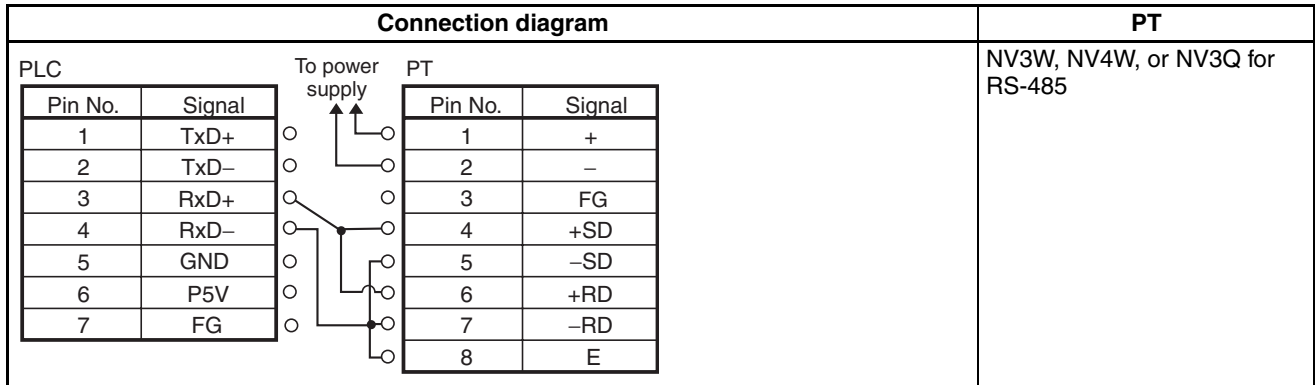 Connection diagram PT
PLC To power supply PT NV3W, NV4W, or NV3Q for RS-485
Pin No. Signal Pin No. Signal
1 TxD+ 1 +
2 TxD− 2 −
3 RxD+ 3 FG
4 RxD− 4 +SD
5 GND 5 −SD
6 P5V 6 +RD
7 FG 7 −RD
8 E